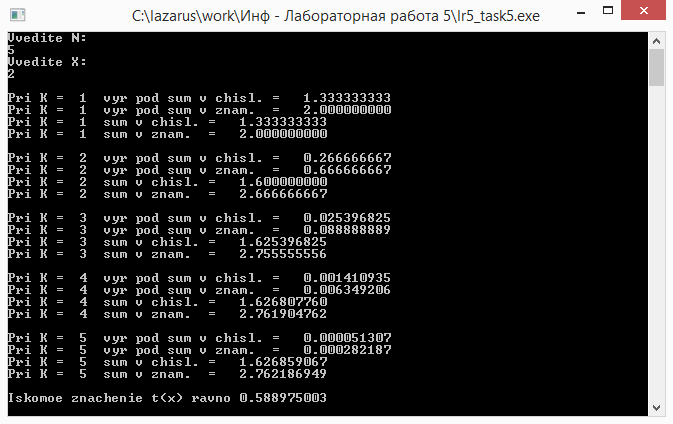 C:\lazarus\work\Инф - Лабораторная работа 5\lr5_task5.exe
Vvedite N:
5
Vvedite X:
2
Pri K =  1  vyr pod sum v chisl. =   1.333333333
Pri K =  1  vyr pod sum v znam.  =   2.000000000
Pri K =  1  sum v chisl. =   1.333333333
Pri K =  1  sum v znam.  =   2.000000000
Pri K =  2  vyr pod sum v chisl. =   0.266666667
Pri K =  2  vyr pod sum v znam.  =   0.666666667
Pri K =  2  sum v chisl. =   1.600000000
Pri K =  2  sum v znam.  =   2.666666667
Pri K =  3  vyr pod sum v chisl. =   0.025396825
Pri K =  3  vyr pod sum v znam.  =   0.088888889
Pri K =  3  sum v chisl. =   1.625396825
Pri K =  3  sum v znam.  =   2.755555556
Pri K =  4  vyr pod sum v chisl. =   0.001410935
Pri K =  4  vyr pod sum v znam.  =   0.006349206
Pri K =  4  sum v chisl. =   1.626807760
Pri K =  4  sum v znam.  =   2.761904762
Pri K =  5  vyr pod sum v chisl. =   0.000051307
Pri K =  5  vyr pod sum v znam.  =   0.000282187
Pri K =  5  sum v chisl. =   1.626859067
Pri K =  5  sum v znam.  =   2.762186949
Iskomoe znachenie t(x) ravno 0.588975003